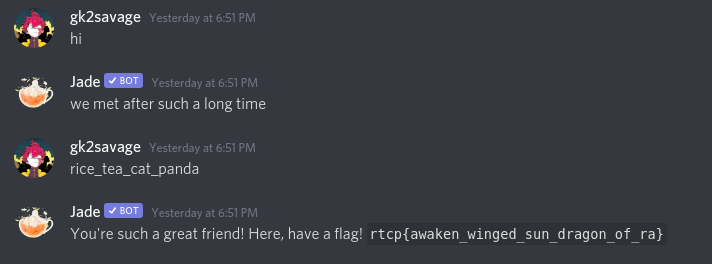 gk2savage Yesterday at 6:51 PM
hi
Jade ✔ BOT Yesterday at 6:51 PM
we met after such a long time
gk2savage Yesterday at 6:51 PM
rice_tea_cat_panda
Jade ✔ BOT Yesterday at 6:51 PM
You're such a great friend! Here, have a flag! rtcp{awaken_winged_sun_dragon_of_ra}